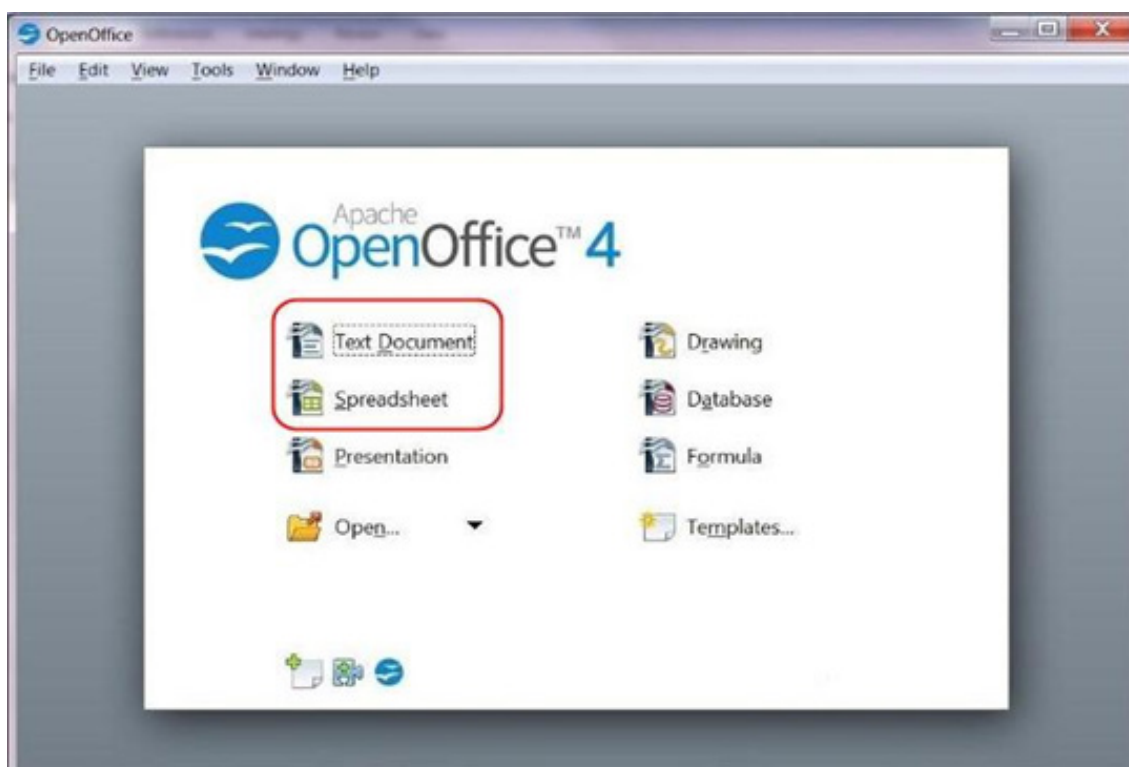 OpenOffice
File Edit View Tools Window Help
Apache
OpenOffice™ 4
Text Document
Drawing
Spreadsheet
Database
Presentation
Formula
Open...
Templates...